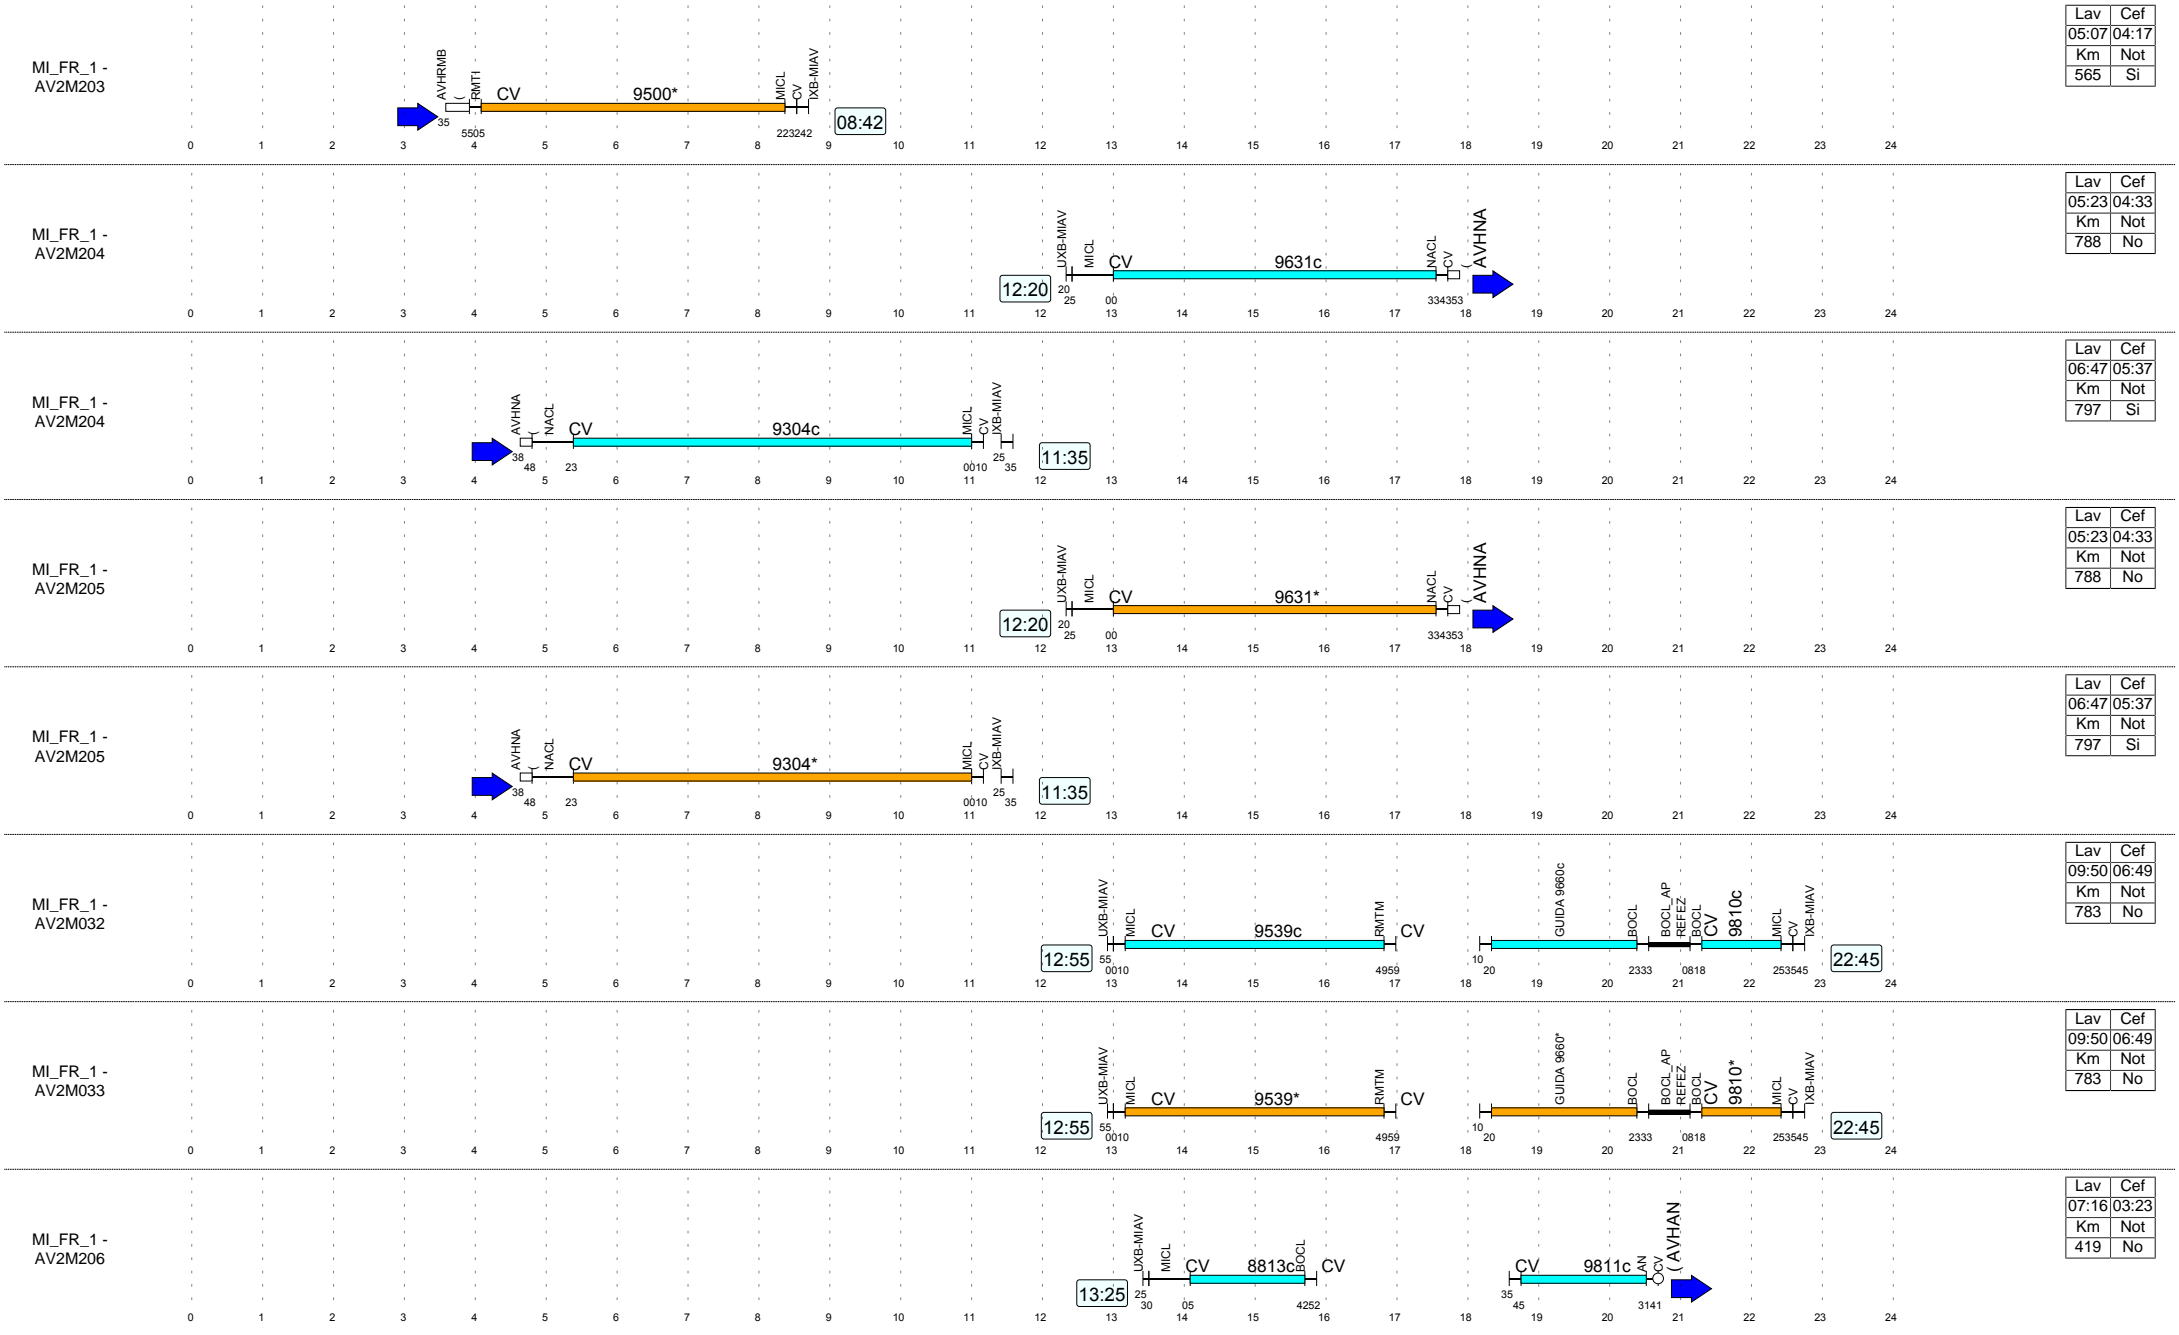 MI_FR_1 -
AV2M203
AVHRMB ( RMTI CV 9500* MICL CV IXB-MIAV
35 5505 223242 08:42
0 1 2 3 4 5 6 7 8 9 10 11 12 13 14 15 16 17 18 19 20 21 22 23 24
Lav Cef
05:07 04:17
Km Not
565 Si
MI_FR_1 -
AV2M204
UXB-MIAV MICL CV 9631c NACL CV ( AVHNA
12:20 20 25 00 334353
0 1 2 3 4 5 6 7 8 9 10 11 12 13 14 15 16 17 18 19 20 21 22 23 24
Lav Cef
05:23 04:33
Km Not
788 No
MI_FR_1 -
AV2M204
AVHNA ( NACL CV 9304c MICL CV IXB-MIAV
38 48 23 0010 25 35 11:35
0 1 2 3 4 5 6 7 8 9 10 11 12 13 14 15 16 17 18 19 20 21 22 23 24
Lav Cef
06:47 05:37
Km Not
797 Si
MI_FR_1 -
AV2M205
UXB-MIAV MICL CV 9631* NACL CV ( AVHNA
12:20 20 25 00 334353
0 1 2 3 4 5 6 7 8 9 10 11 12 13 14 15 16 17 18 19 20 21 22 23 24
Lav Cef
05:23 04:33
Km Not
788 No
MI_FR_1 -
AV2M205
AVHNA ( NACL CV 9304* MICL CV IXB-MIAV
38 48 23 0010 25 35 11:35
0 1 2 3 4 5 6 7 8 9 10 11 12 13 14 15 16 17 18 19 20 21 22 23 24
Lav Cef
06:47 05:37
Km Not
797 Si
MI_FR_1 -
AV2M032
UXB-MIAV MICL CV 9539c RMTM CV GUIDA 9660c BOCL BOCL_AP REFEZ BOCL CV 9810c MICL CV IXB-MIAV
12:55 55 0010 4959 10 20 2333 0818 253545 22:45
0 1 2 3 4 5 6 7 8 9 10 11 12 13 14 15 16 17 18 19 20 21 22 23 24
Lav Cef
09:50 06:49
Km Not
783 No
MI_FR_1 -
AV2M033
UXB-MIAV MICL CV 9539* RMTM CV GUIDA 9660* BOCL BOCL_AP REFEZ BOCL CV 9810* MICL CV IXB-MIAV
12:55 55 0010 4959 10 20 2333 0818 253545 22:45
0 1 2 3 4 5 6 7 8 9 10 11 12 13 14 15 16 17 18 19 20 21 22 23 24
Lav Cef
09:50 06:49
Km Not
783 No
MI_FR_1 -
AV2M206
UXB-MIAV MICL CV 8813c BOCL CV CV 9811c AN CV ( AVHAN
13:25 25 30 05 4252 35 45 3141
0 1 2 3 4 5 6 7 8 9 10 11 12 13 14 15 16 17 18 19 20 21 22 23 24
Lav Cef
07:16 03:23
Km Not
419 No